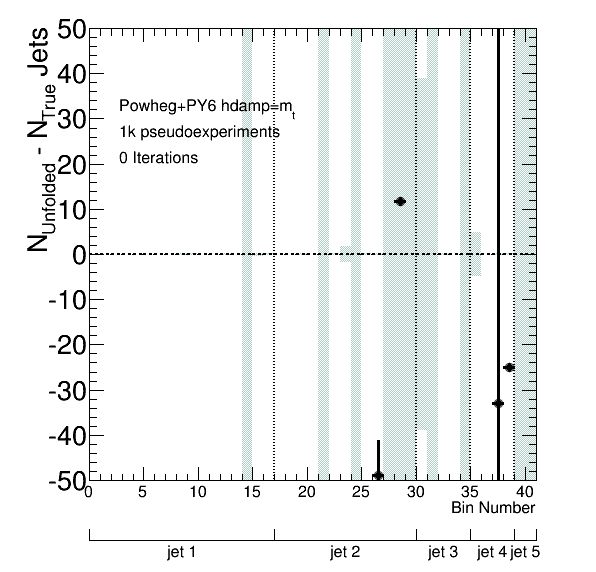 N_Unfolded - N_True Jets
50
40
30
20
10
0
-10
-20
-30
-40
-50
Powheg+PY6 hdamp=m_t
1k pseudoexperiments
0 Iterations
0 5 10 15 20 25 30 35 40
Bin Number
jet 1 jet 2 jet 3 jet 4 jet 5